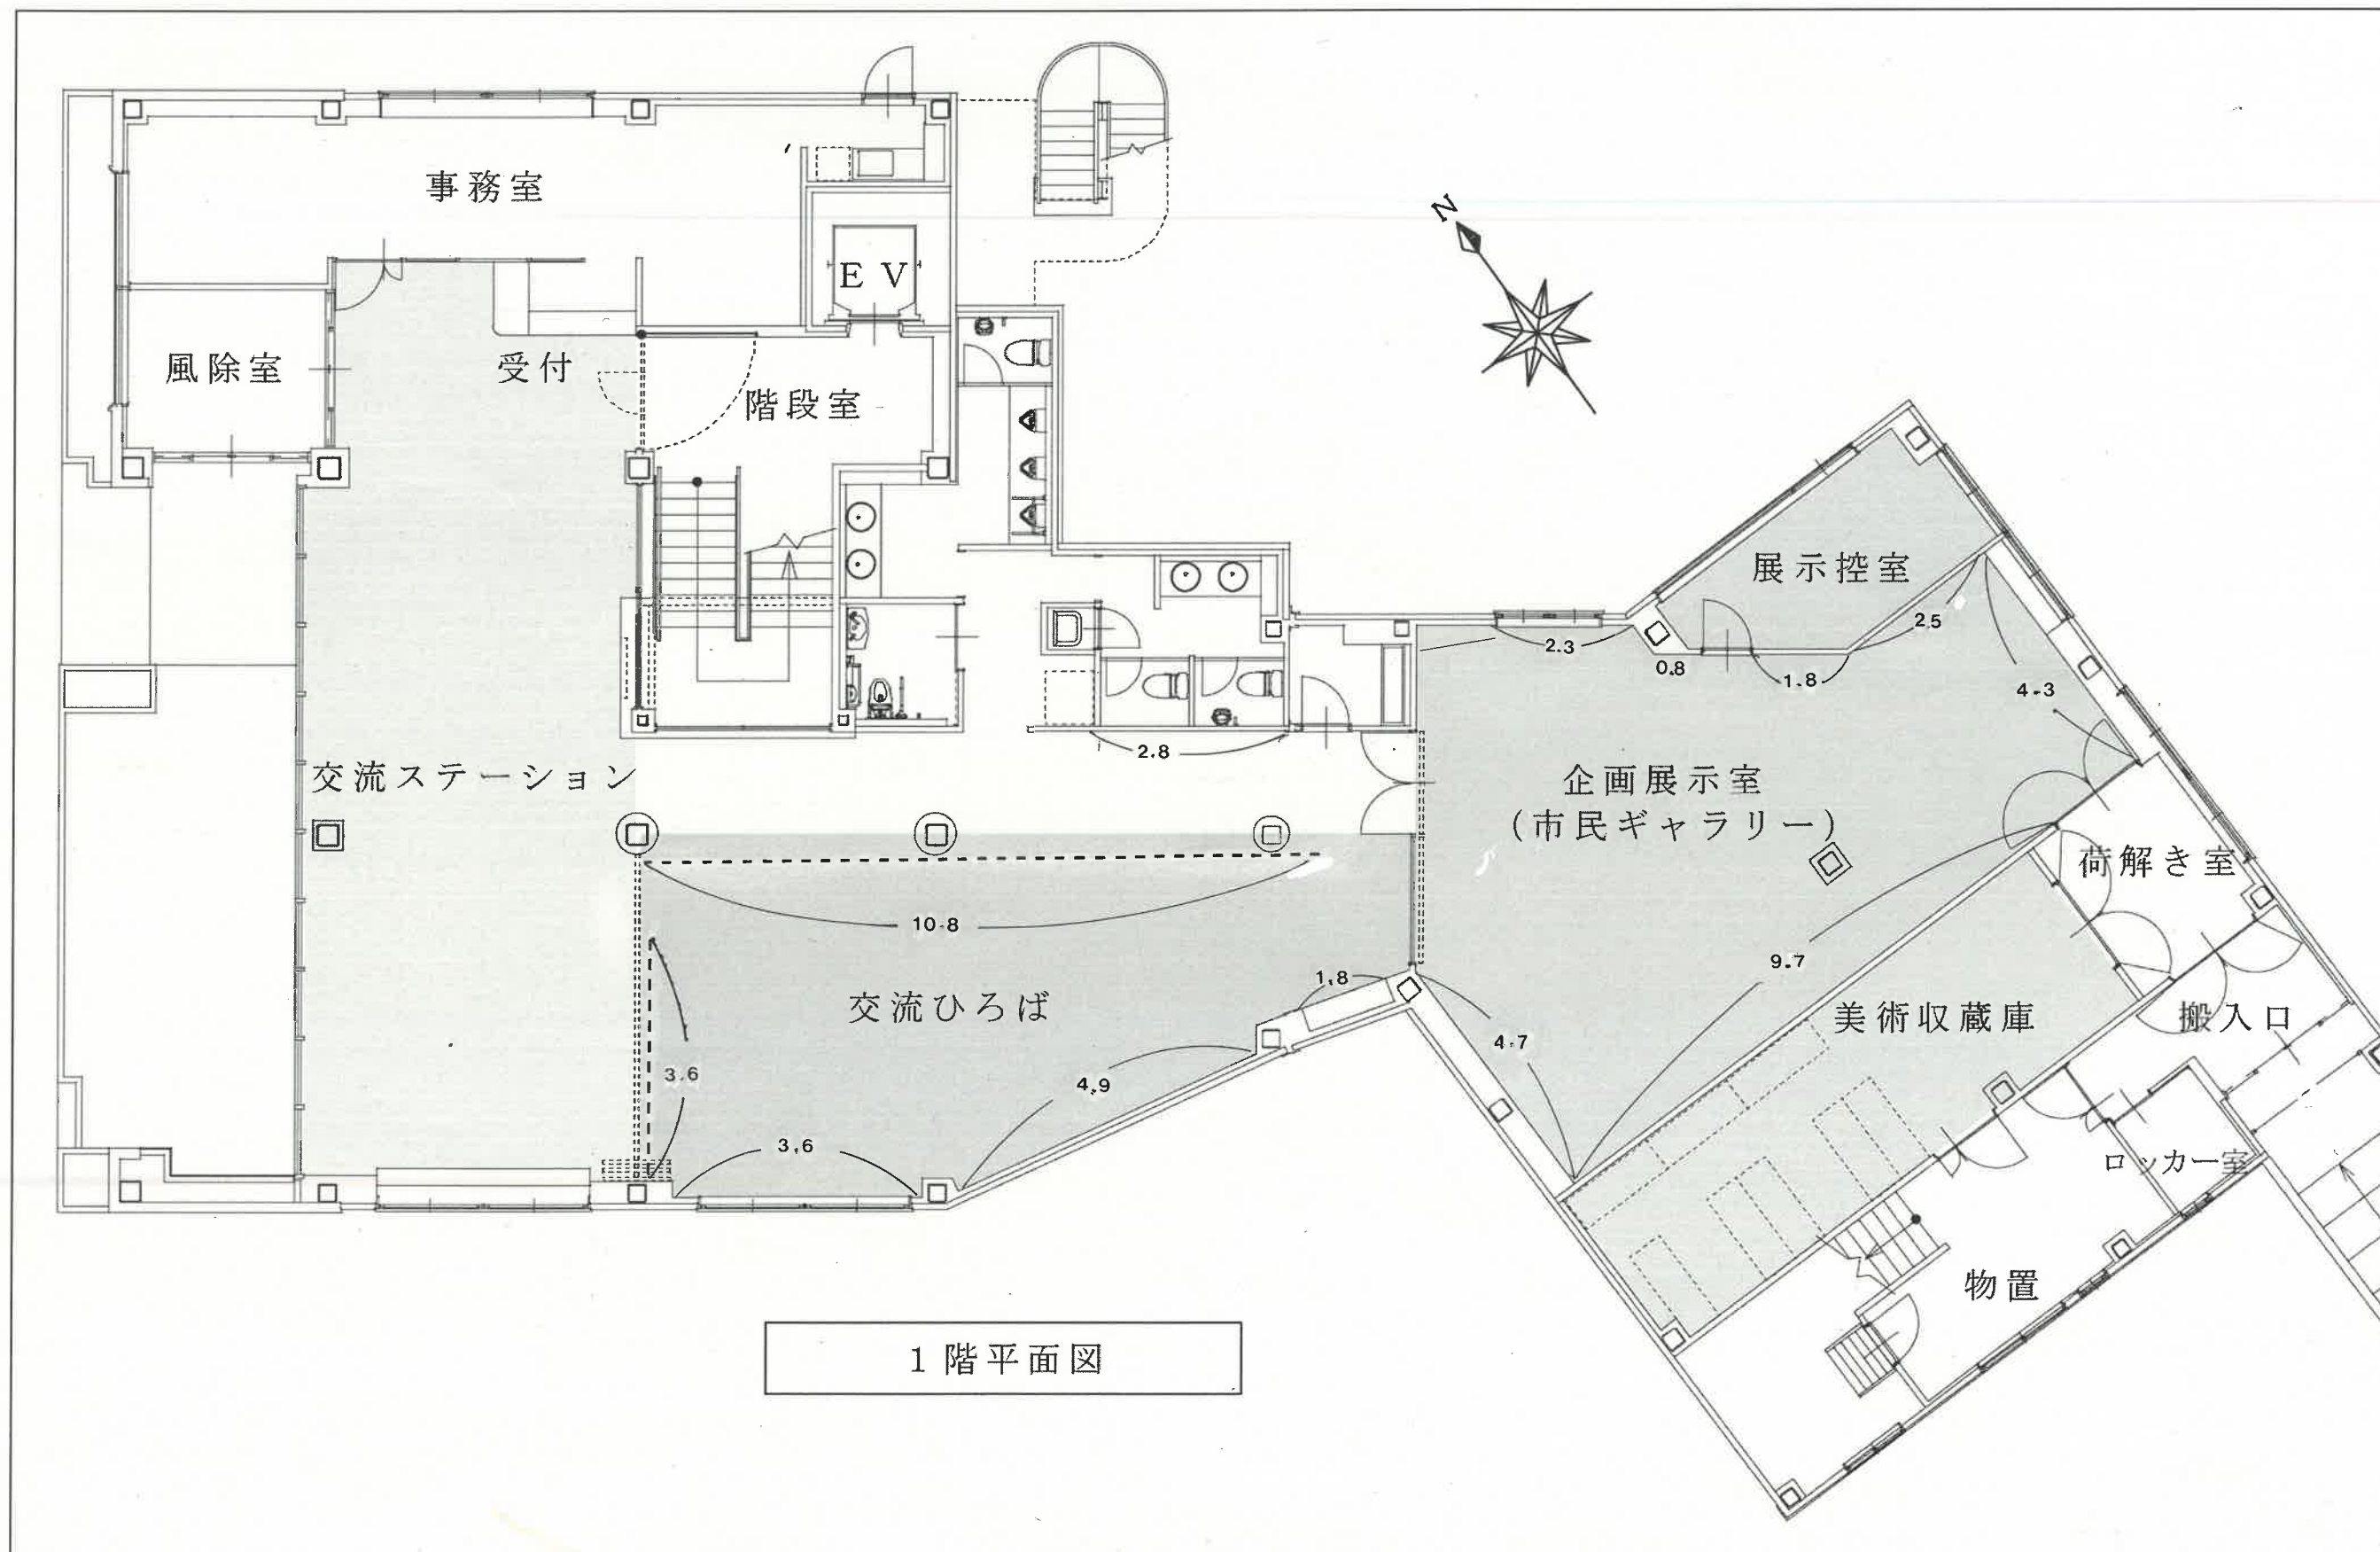 N
事務室
EV
風除室
受付
階段室
展示控室
2.5
2.3
0.8
1.8
4.3
2.8
交流ステーション
企画展示室
(市民ギャラリー)
荷解き室
10.8
9.7
1.8
交流ひろば
美術収蔵庫
搬入口
4.7
3.6
4.9
3.6
ロッカー室
物置
1階平面図